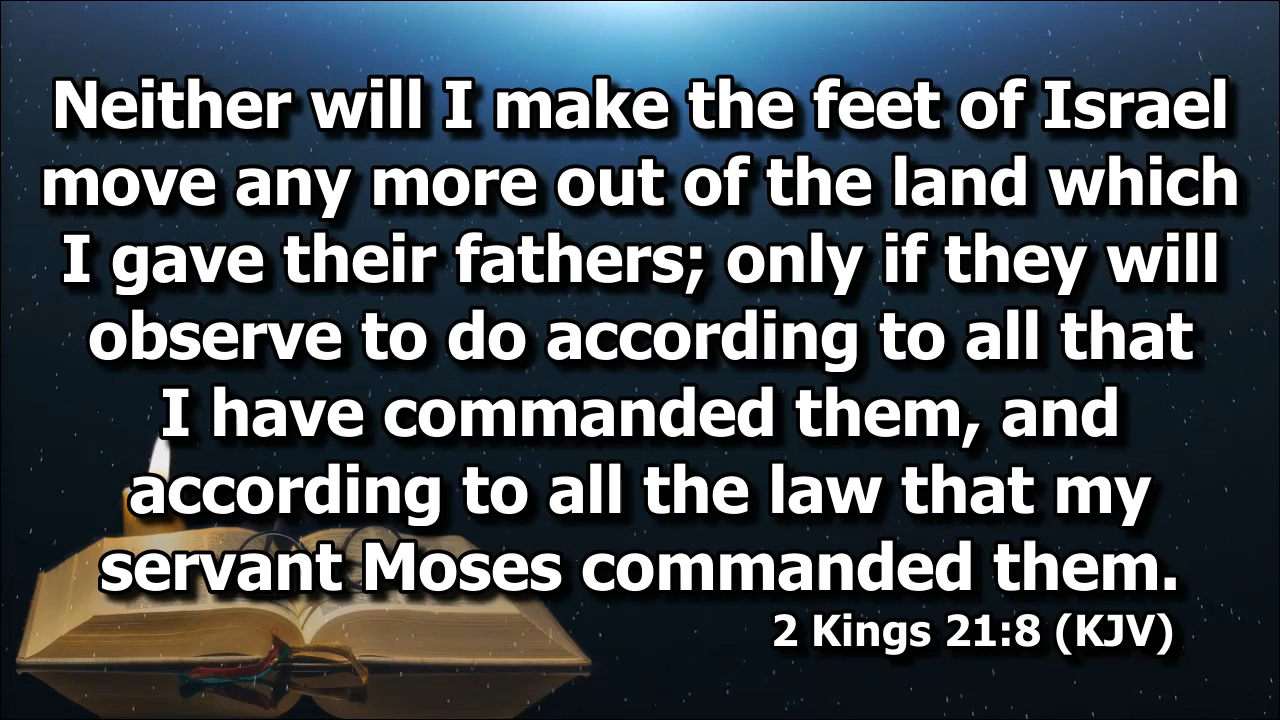 Neither will I make the feet of Israel
move any more out of the land which
I gave their fathers; only if they will
observe to do according to all that
I have commanded them, and
according to all the law that my
servant Moses commanded them.
2 Kings 21:8 (KJV)